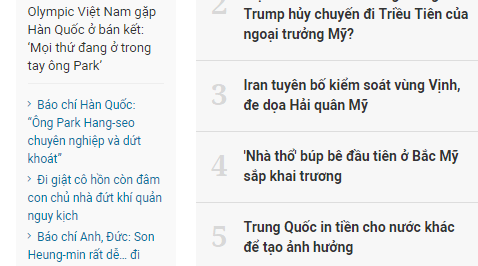 Olympic Việt Nam gặp
Hàn Quốc ở bán kết:
‘Mọi thứ đang ở trong
tay ông Park’
Báo chí Hàn Quốc:
“Ông Park Hang-seo
chuyên nghiệp và dứt
khoát”
Đi giật cô hồn còn đâm
con chủ nhà đứt khí quản
nguy kịch
Báo chí Anh, Đức: Son
Heung-min rất dễ... đi
2
Trump hủy chuyến đi Triều Tiên của
ngoại trưởng Mỹ?
3
Iran tuyên bố kiểm soát vùng Vịnh,
đe dọa Hải quân Mỹ
4
'Nhà thổ' búp bê đầu tiên ở Bắc Mỹ
sắp khai trương
5
Trung Quốc in tiền cho nước khác
để tạo ảnh hưởng